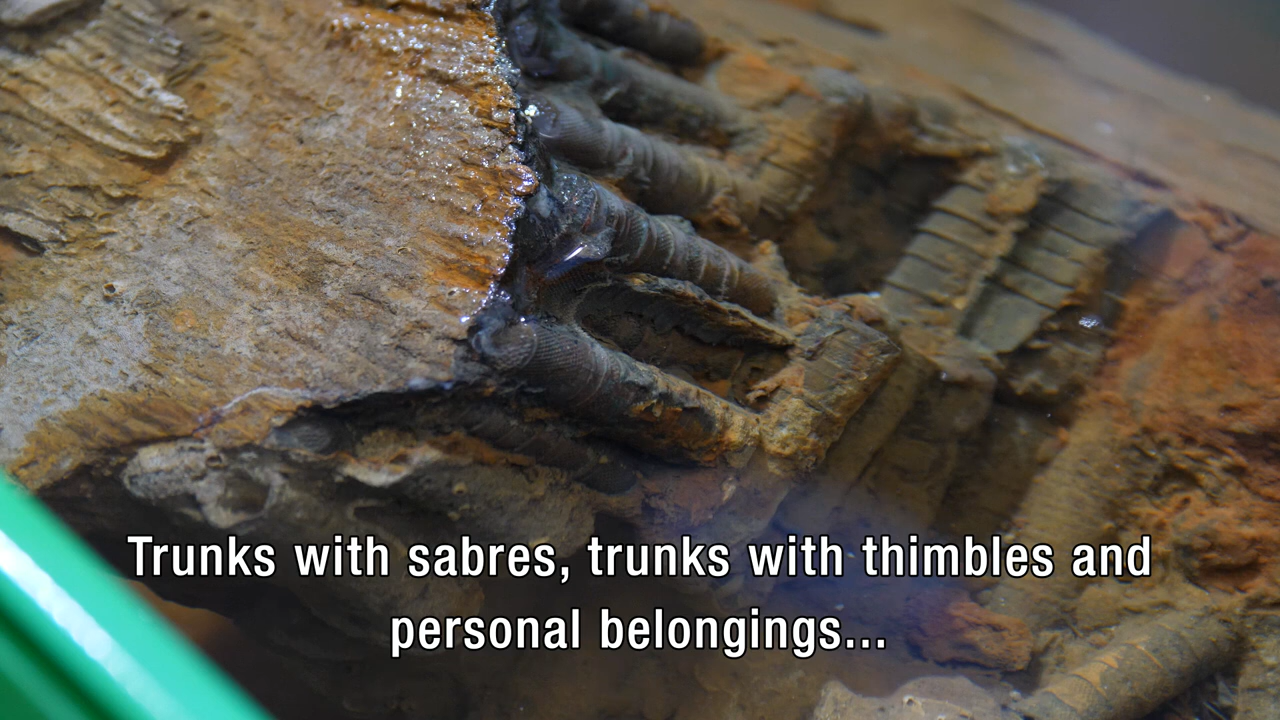 Trunks with sabres, trunks with thimbles and
personal belongings...